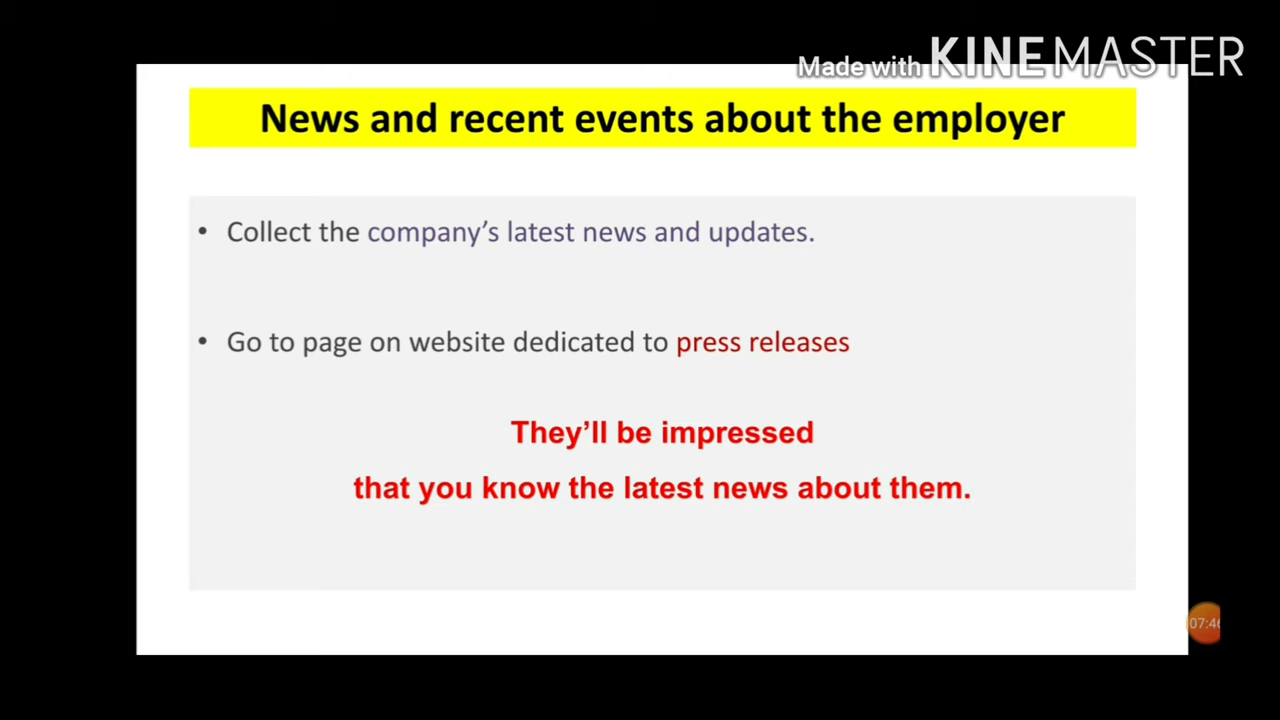 Made with KINEMASTER
News and recent events about the employer
• Collect the company's latest news and updates.
• Go to page on website dedicated to press releases
They'll be impressed
that you know the latest news about them.
07:46